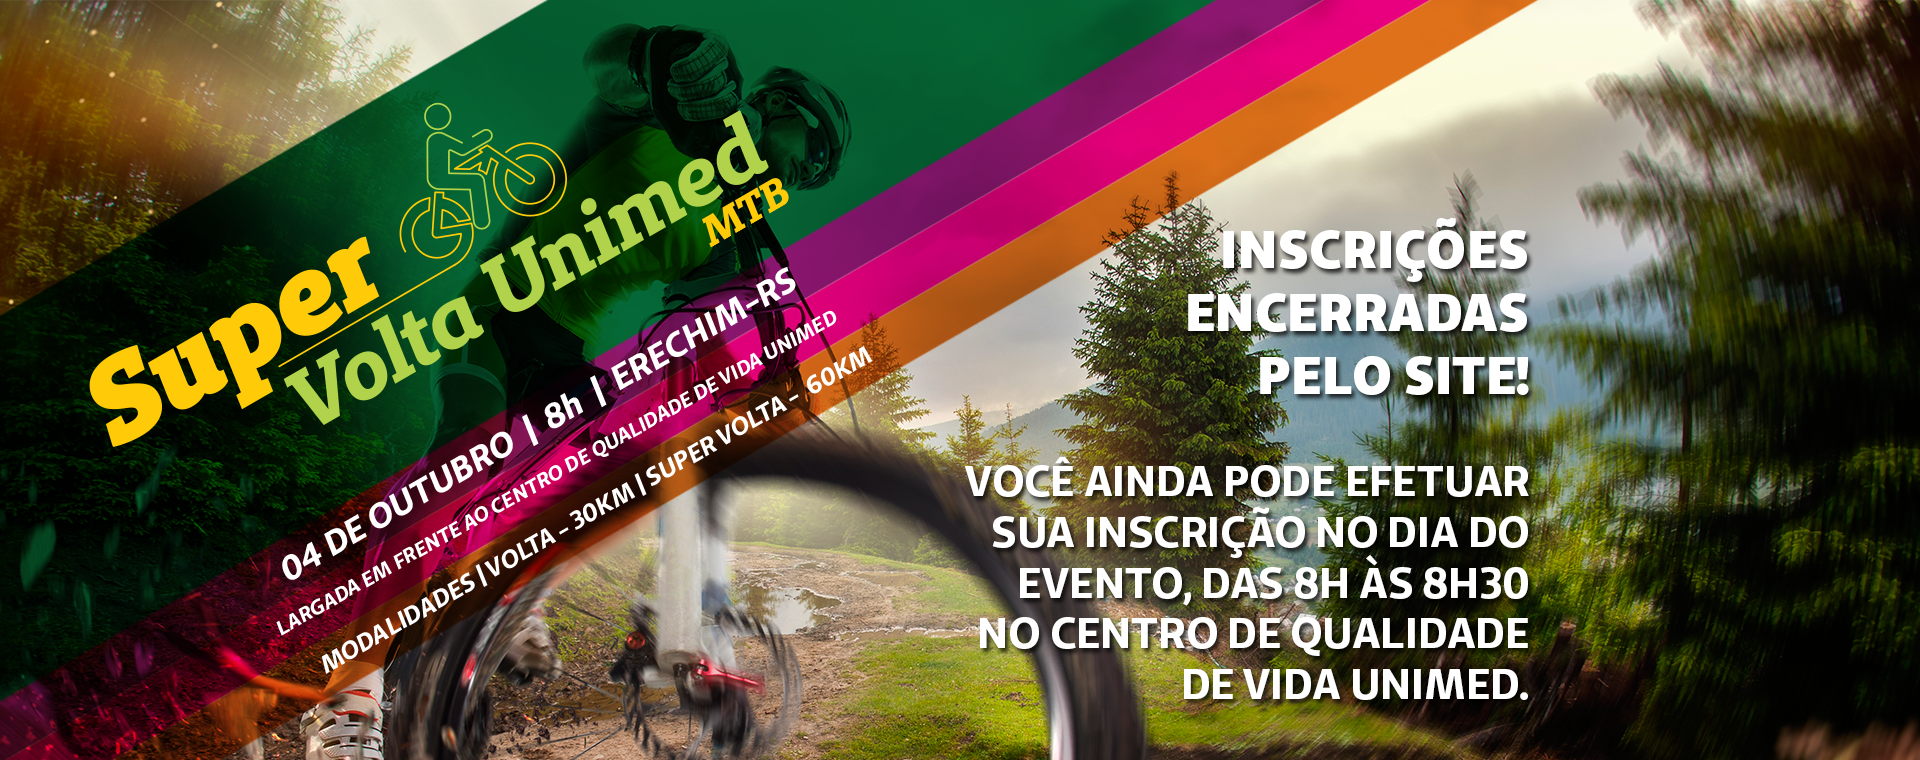 Super
Volta Unimed
MTB
04 DE OUTUBRO | 8h | ERECHIM-RS
LARGADA EM FRENTE AO CENTRO DE QUALIDADE DE VIDA UNIMED
MODALIDADES | VOLTA - 30KM | SUPER VOLTA - 60KM
INSCRIÇÕES
ENCERRADAS
PELO SITE!
VOCÊ AINDA PODE EFETUAR
SUA INSCRIÇÃO NO DIA DO
EVENTO, DAS 8H ÀS 8H30
NO CENTRO DE QUALIDADE
DE VIDA UNIMED.